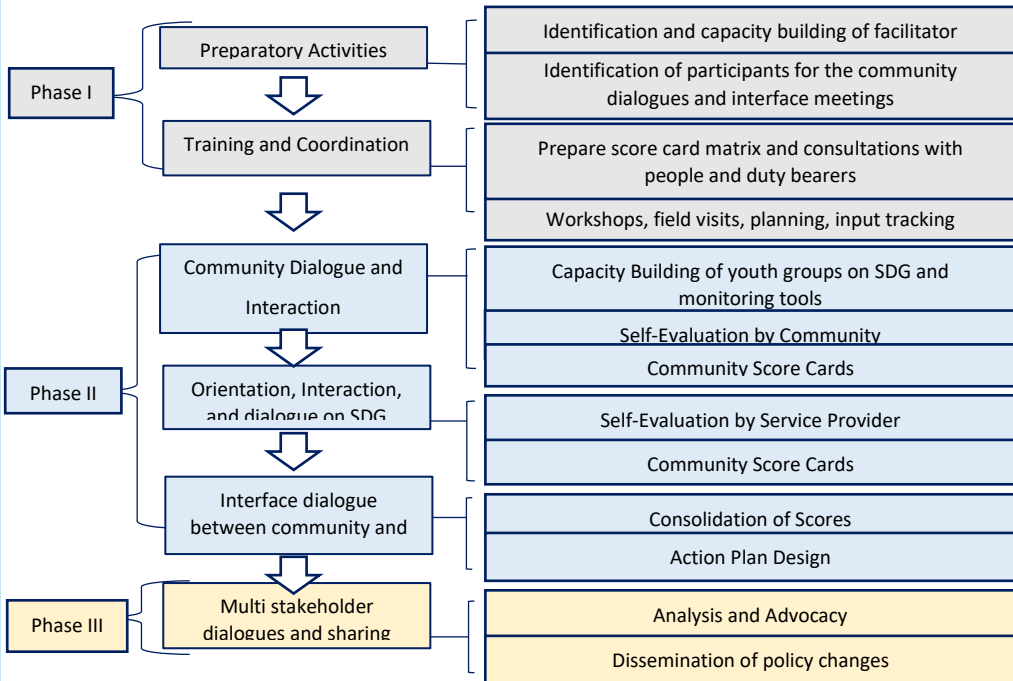 Phase I
Preparatory Activities
Identification and capacity building of facilitator
Identification of participants for the community
dialogues and interface meetings
Training and Coordination
Prepare score card matrix and consultations with
people and duty bearers
Workshops, field visits, planning, input tracking
Phase II
Community Dialogue and
Interaction
Capacity Building of youth groups on SDG and
monitoring tools
Self-Evaluation by Community
Community Score Cards
Orientation, Interaction,
and dialogue on SDG
Self-Evaluation by Service Provider
Community Score Cards
Interface dialogue
between community and
Consolidation of Scores
Action Plan Design
Phase III
Multi stakeholder
dialogues and sharing
Analysis and Advocacy
Dissemination of policy changes